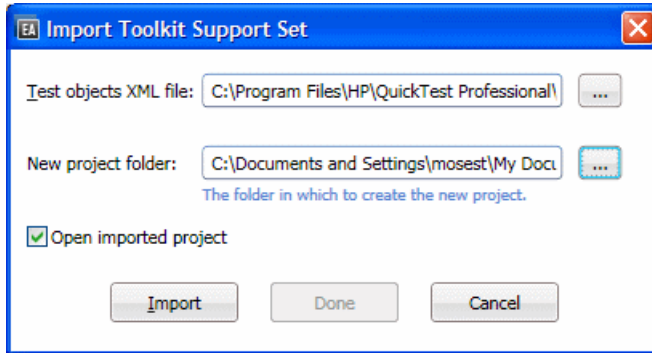 EA Import Toolkit Support Set
Test objects XML file: C:\Program Files\HP\QuickTest Professional\ ...
New project folder: C:\Documents and Settings\mosest\My Docu ...
The folder in which to create the new project.
Open imported project
Import Done Cancel